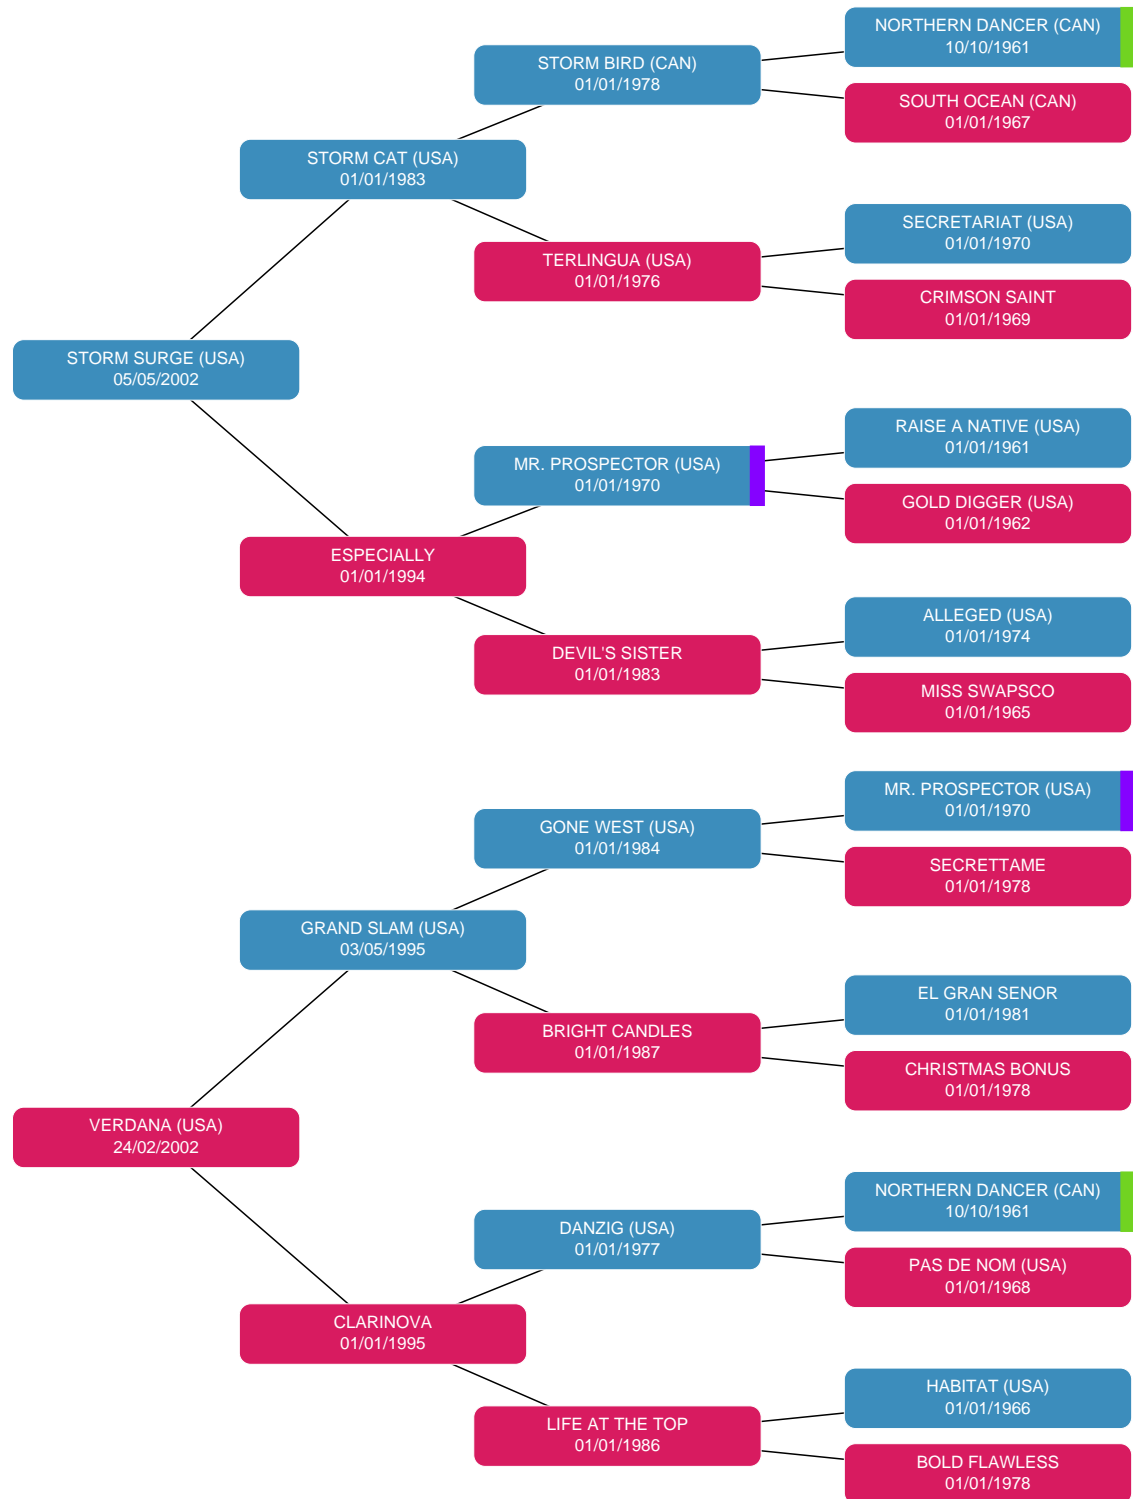 NORTHERN DANCER (CAN)
10/10/1961
STORM BIRD (CAN)
01/01/1978
SOUTH OCEAN (CAN)
01/01/1967
STORM CAT (USA)
01/01/1983
SECRETARIAT (USA)
01/01/1970
TERLINGUA (USA)
01/01/1976
CRIMSON SAINT
01/01/1969
STORM SURGE (USA)
05/05/2002
RAISE A NATIVE (USA)
01/01/1961
MR. PROSPECTOR (USA)
01/01/1970
GOLD DIGGER (USA)
01/01/1962
ESPECIALLY
01/01/1994
ALLEGED (USA)
01/01/1974
DEVIL'S SISTER
01/01/1983
MISS SWAPSCO
01/01/1965
MR. PROSPECTOR (USA)
01/01/1970
GONE WEST (USA)
01/01/1984
SECRETTAME
01/01/1978
GRAND SLAM (USA)
03/05/1995
EL GRAN SENOR
01/01/1981
BRIGHT CANDLES
01/01/1987
CHRISTMAS BONUS
01/01/1978
VERDANA (USA)
24/02/2002
NORTHERN DANCER (CAN)
10/10/1961
DANZIG (USA)
01/01/1977
PAS DE NOM (USA)
01/01/1968
CLARINOVA
01/01/1995
HABITAT (USA)
01/01/1966
LIFE AT THE TOP
01/01/1986
BOLD FLAWLESS
01/01/1978